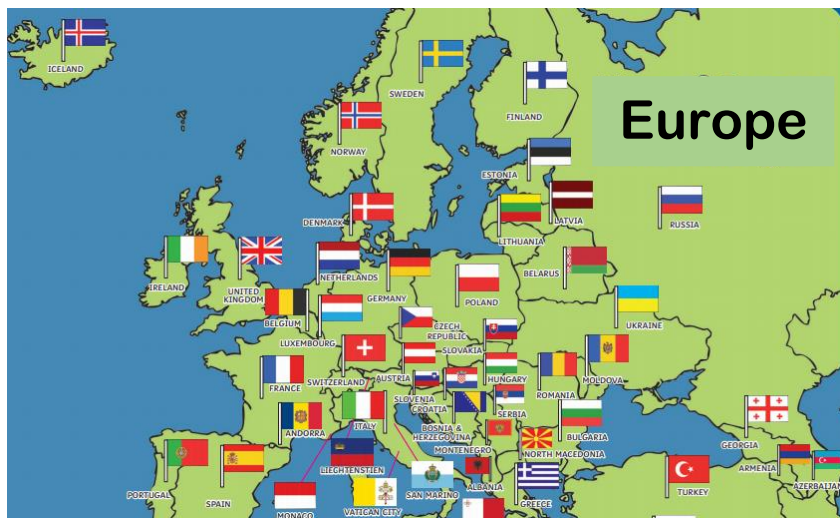 ICELAND
SWEDEN
FINLAND
Europe
NORWAY
ESTONIA
DENMARK
LATVIA
RUSSIA
LITHUANIA
BELARUS
IRELAND
UNITED
KINGDOM
NETHERLANDS
GERMANY
POLAND
BELGIUM
UKRAINE
LUXEMBOURG
CZECH
REPUBLIC
SLOVAKIA
SWITZERLAND
AUSTRIA
HUNGARY
MOLDOVA
FRANCE
SLOVENIA
ROMANIA
CROATIA
SERBIA
ITALY
ANDORRA
BOSNIA &
HERZEGOVINA
BULGARIA
MONTENEGRO
NORTH MACEDONIA
GEORGIA
LIECHTENSTIEN
ARMENIA
PORTUGAL
SPAIN
SAN MARINO
ALBANIA
GREECE
TURKEY
AZERBAIJAN
VATICAN CITY
MONACO